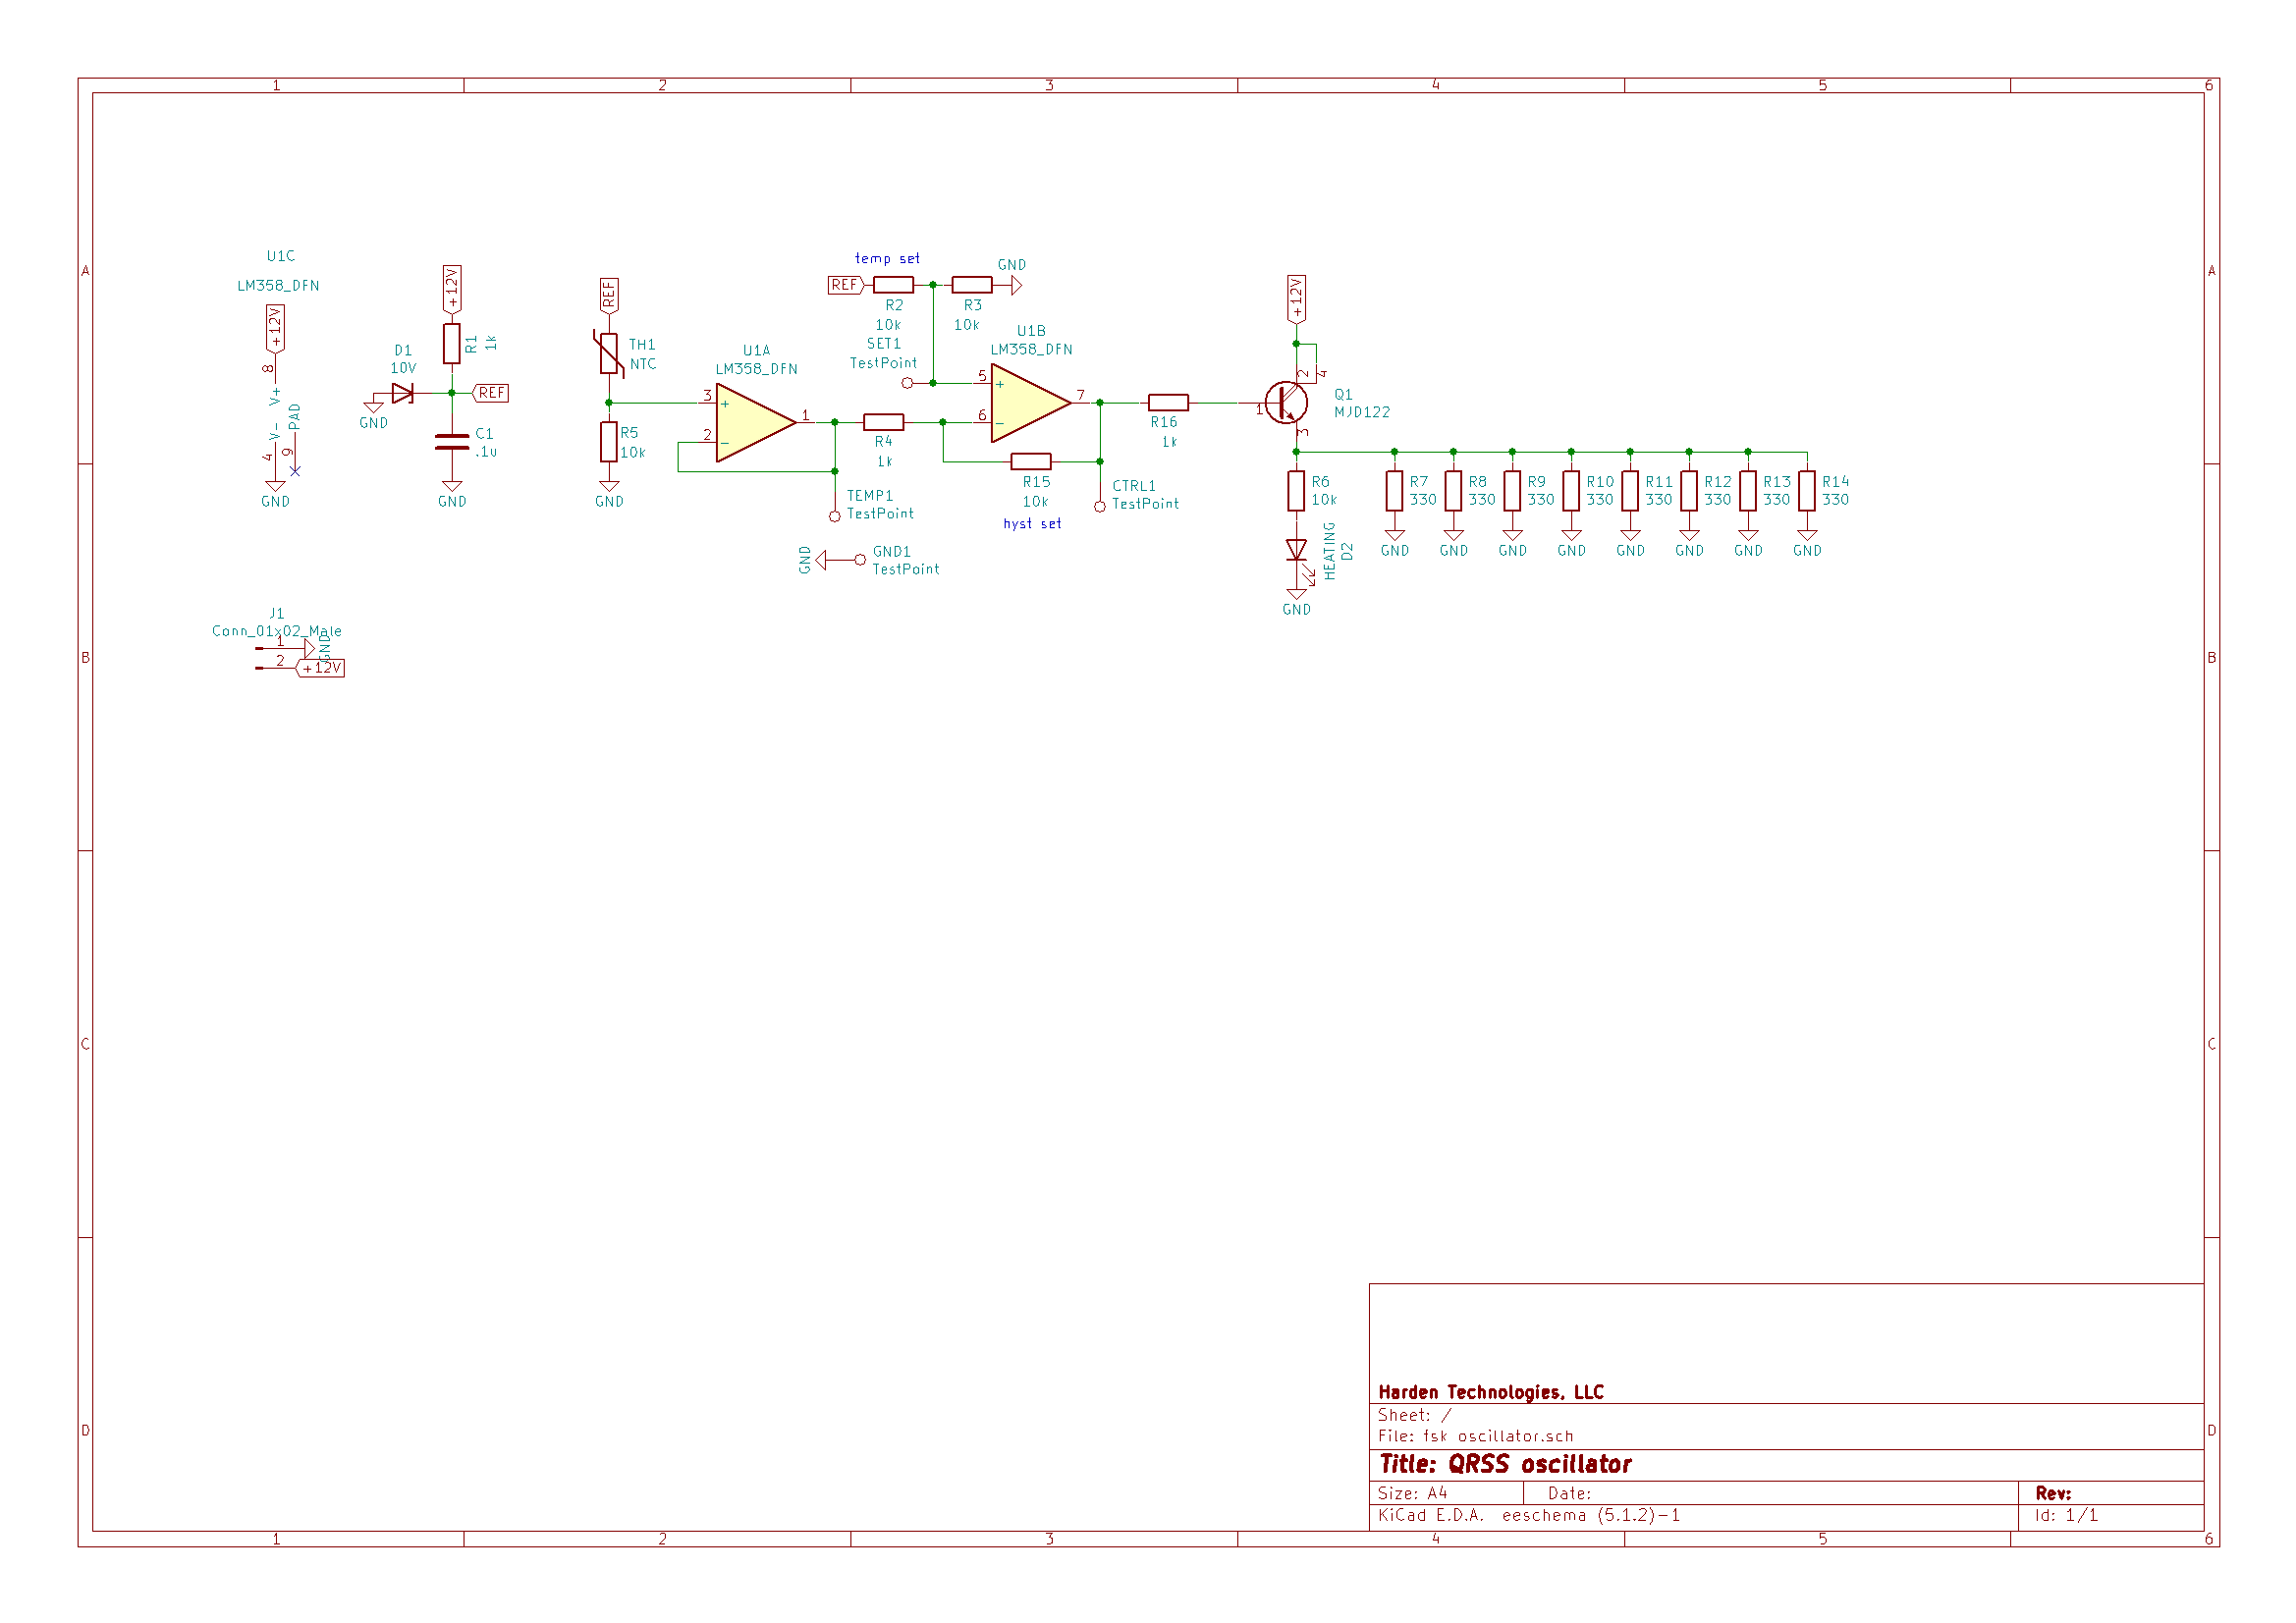 1 2 3 4 5 6
A
B
C
D
A
B
C
D
U1C
LM358_DFN
+12V
8
V+
V-
PAD
4
9
GND
+12V
R1
1k
D1
10V
REF
GND
C1
.1u
GND
REF
TH1
NTC
R5
10k
GND
U1A
LM358_DFN
3
+
2
-
1
temp set
REF
R2
10k
R3
10k
GND
SET1
TestPoint
U1B
LM358_DFN
5
+
6
-
7
R4
1k
R15
10k
hyst set
TEMP1
TestPoint
CTRL1
TestPoint
GND
GND1
TestPoint
R16
1k
+12V
1
2
4
3
Q1
MJD122
R6
10k
HEATING
D2
GND
R7
330
GND
R8
330
GND
R9
330
GND
R10
330
GND
R11
330
GND
R12
330
GND
R13
330
GND
R14
330
GND
J1
Conn_01x02_Male
1
GND
2
+12V
Harden Technologies, LLC
Sheet: /
File: fsk oscillator.sch
Title: QRSS oscillator
Size: A4 Date: Rev:
KiCad E.D.A. eeschema (5.1.2)-1 Id: 1/1
1 2 3 4 5 6